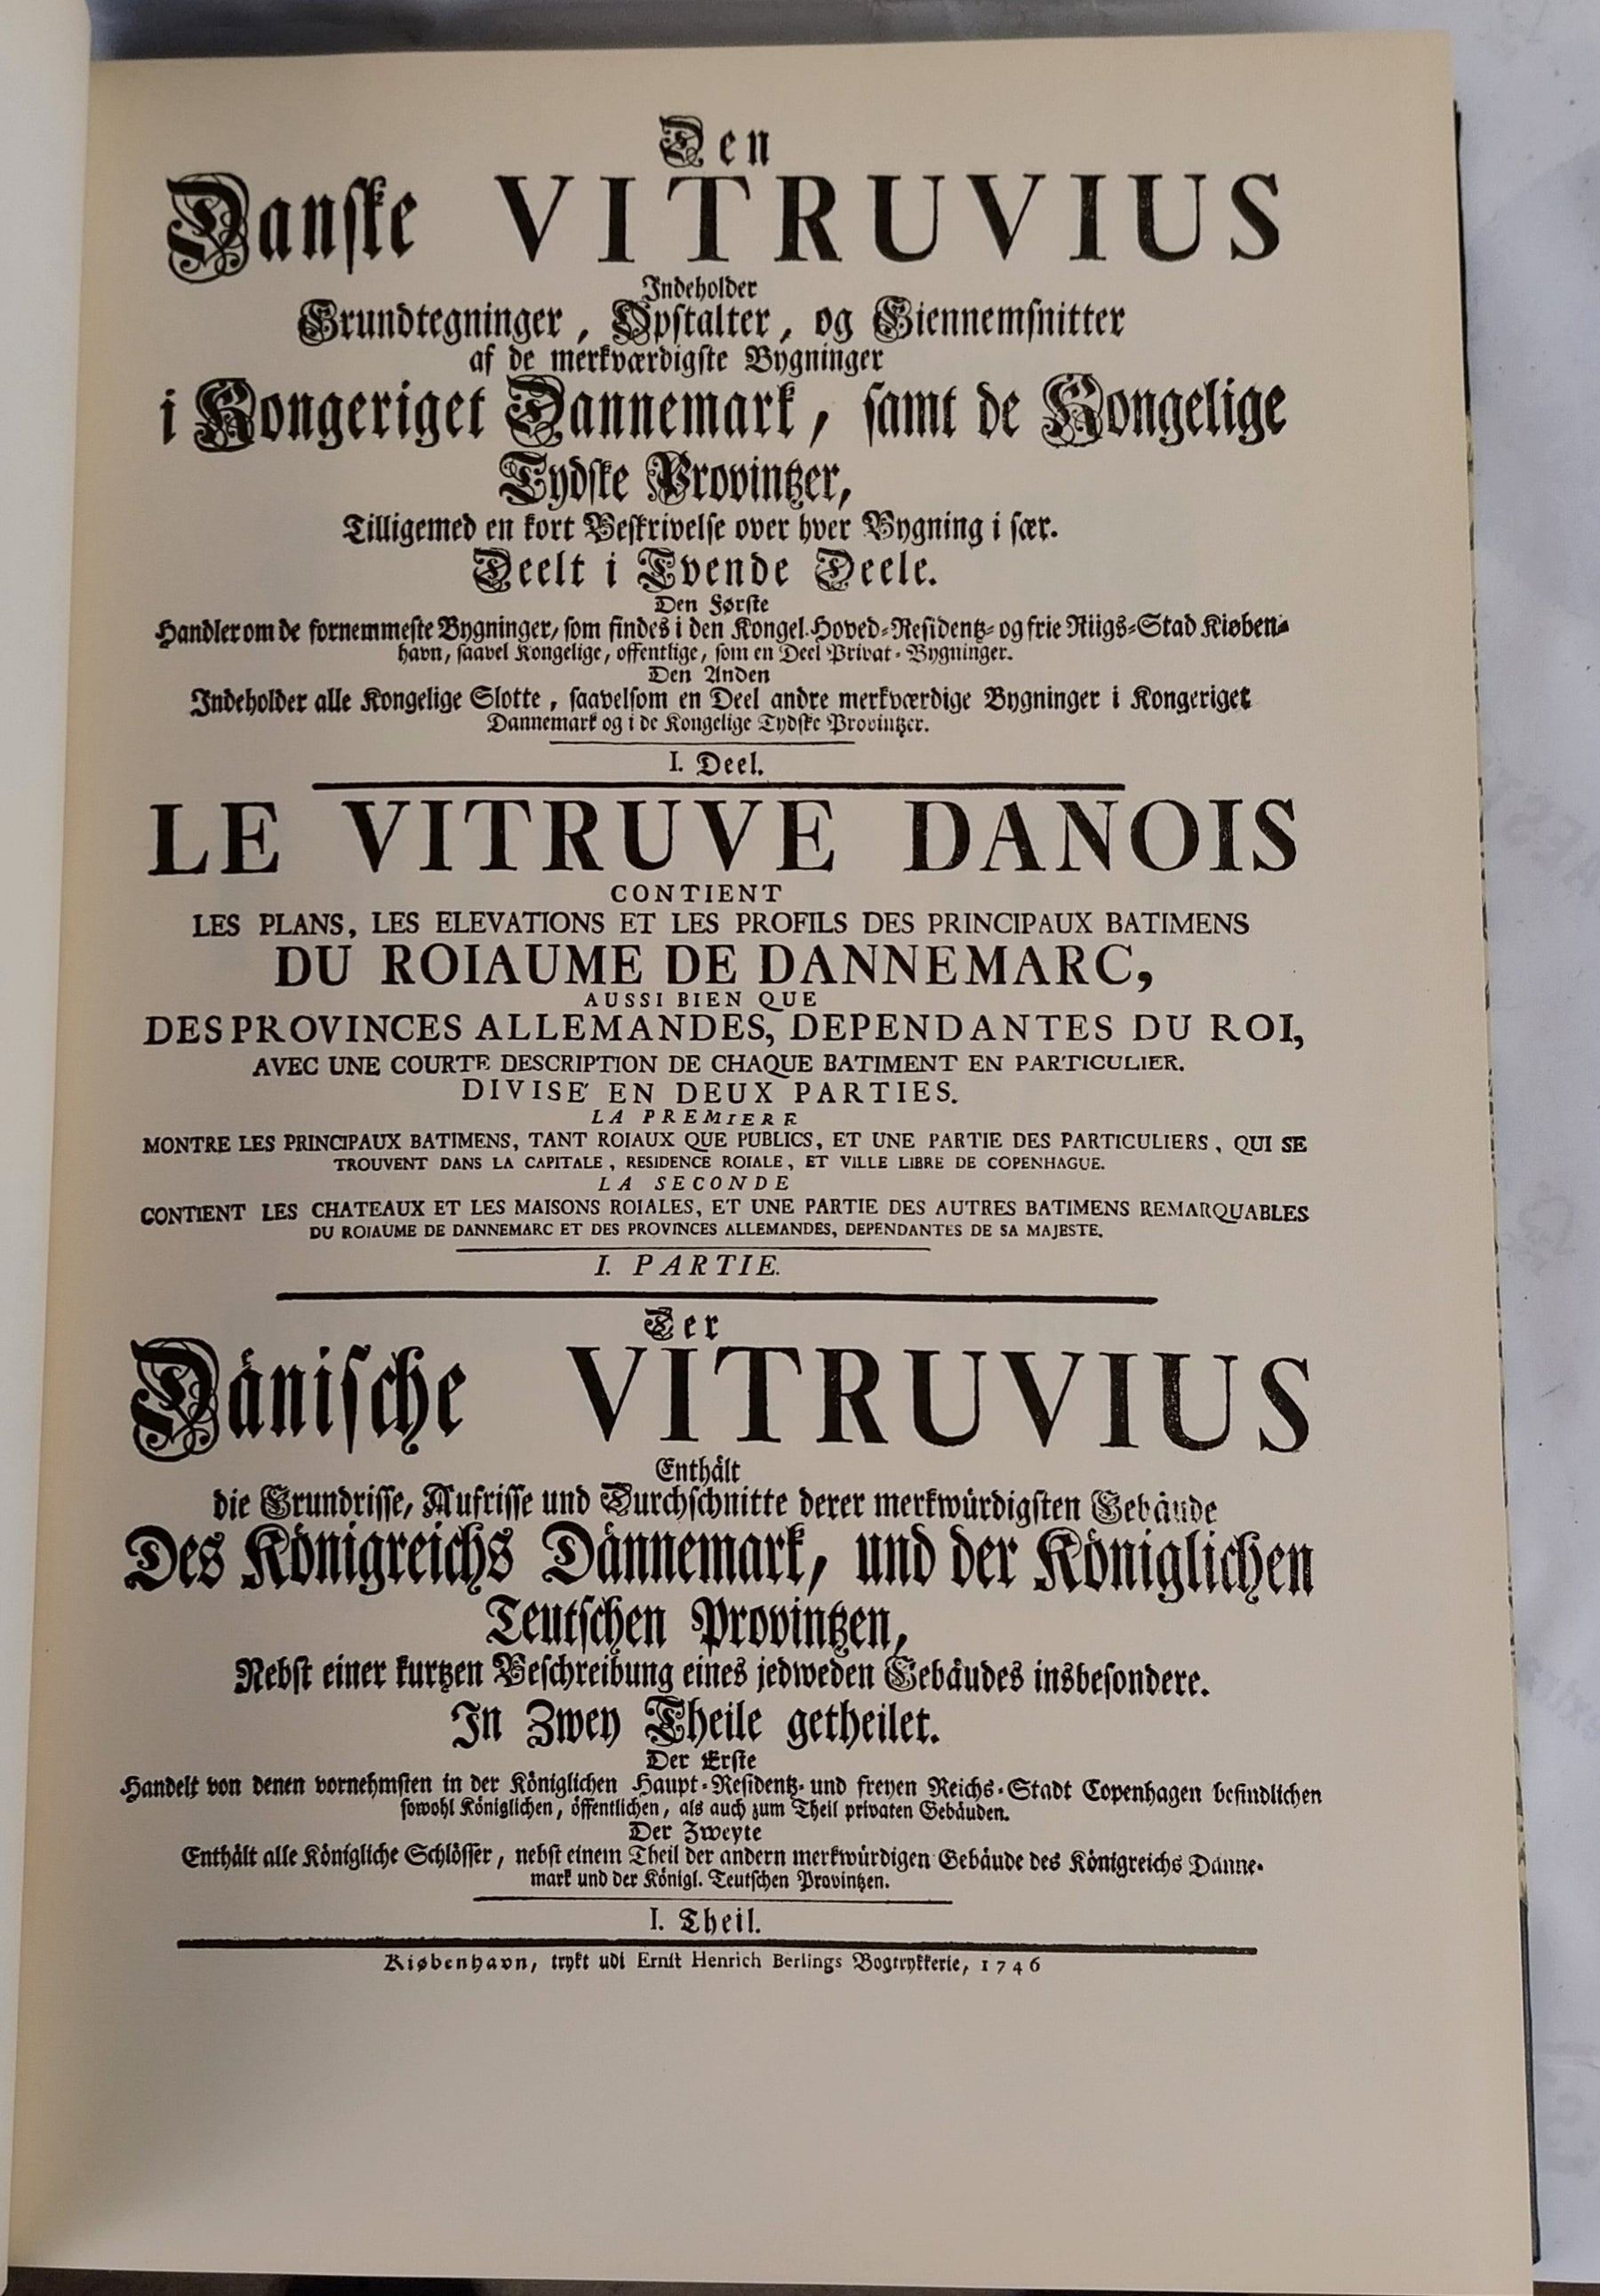 Den
Danske VITRUVIUS
Indeholder
Grundtegninger, Opstalter, og Giennemsnitter
af de merkværdigste Bygninger
i Kongeriget Dannemark, samt de Kongelige
Tydske Provintzer,
Tilligemed en kort Beskrivelse over hver Bygning i sær.
Deelt i Tvende Deele.
Den Første
Handler om de fornemmeste Bygninger, som findes i den Kongel. Hoved-Residentz- og frie Riigs-Stad Kiøben-
havn, saavel Kongelige, offentlige, som en Deel Privat-Bygninger.
Den Anden
Indeholder alle Kongelige Slotte, saavelsom en Deel andre merkværdige Bygninger i Kongeriget
Dannemark og i de Kongelige Tydske Provintzer.
I. Deel.
LE VITRUVE DANOIS
CONTIENT
LES PLANS, LES ELEVATIONS ET LES PROFILS DES PRINCIPAUX BATIMENS
DU ROIAUME DE DANNEMARC,
AUSSI BIEN QUE
DES PROVINCES ALLEMANDES, DEPENDANTES DU ROI,
AVEC UNE COURTE DESCRIPTION DE CHAQUE BATIMENT EN PARTICULIER.
DIVISE' EN DEUX PARTIES.
LA PREMIERE
MONTRE LES PRINCIPAUX BATIMENS, TANT ROIAUX QUE PUBLICS, ET UNE PARTIE DES PARTICULIERS, QUI SE
TROUVENT DANS LA CAPITALE, RESIDENCE ROIALE, ET VILLE LIBRE DE COPENHAGUE.
LA SECONDE
CONTIENT LES CHATEAUX ET LES MAISONS ROIALES, ET UNE PARTIE DES AUTRES BATIMENS REMARQUABLES
DU ROIAUME DE DANNEMARC ET DES PROVINCES ALLEMANDES, DEPENDANTES DE SA MAJESTE.
I. PARTIE.
Der
Dänische VITRUVIUS
Enthält
die Grundrisse, Aufrisse und Durchschnitte derer merkwürdigsten Gebäude
Des Königreichs Dännemark, und der Königlichen
Teutschen Provintzen,
Nebst einer kurtzen Beschreibung eines jedweden Gebäudes insbesondere.
In Zwey Theile getheilet.
Der Erste
Handelt von denen vornehmsten in der Königlichen Haupt-Residentz- und freyen Reichs-Stadt Copenhagen befindlichen
sowohl Königlichen, öffentlichen, als auch zum Theil privaten Gebäuden.
Der Zweyte
Enthält alle Königliche Schlösser, nebst einem Theil der andern merkwürdigen Gebäude des Königreichs Dänne-
mark und der Königl. Teutschen Provintzen.
I. Theil.
Kiøbenhavn, trykt udi Ernst Henrich Berlings Bogtrykkerie, 1746